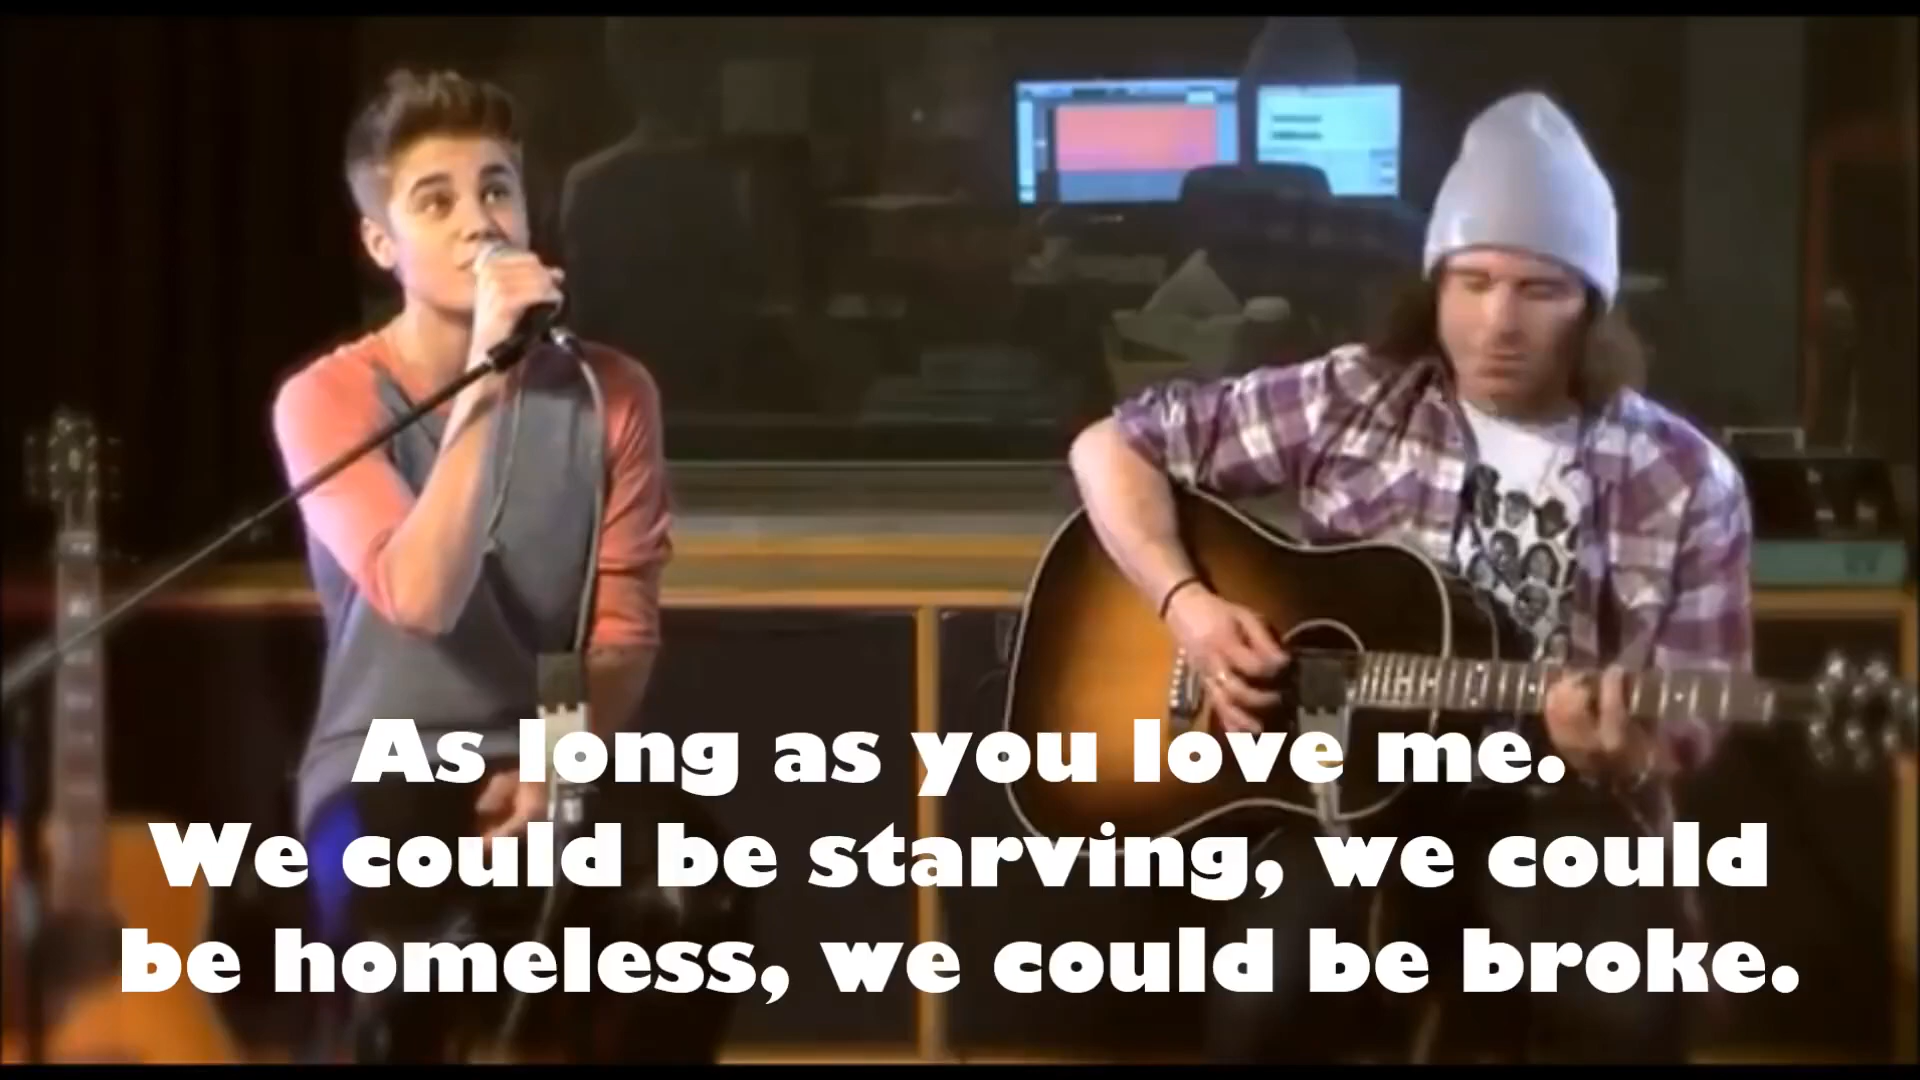 As long as you love me.
We could be starving, we could
be homeless, we could be broke.